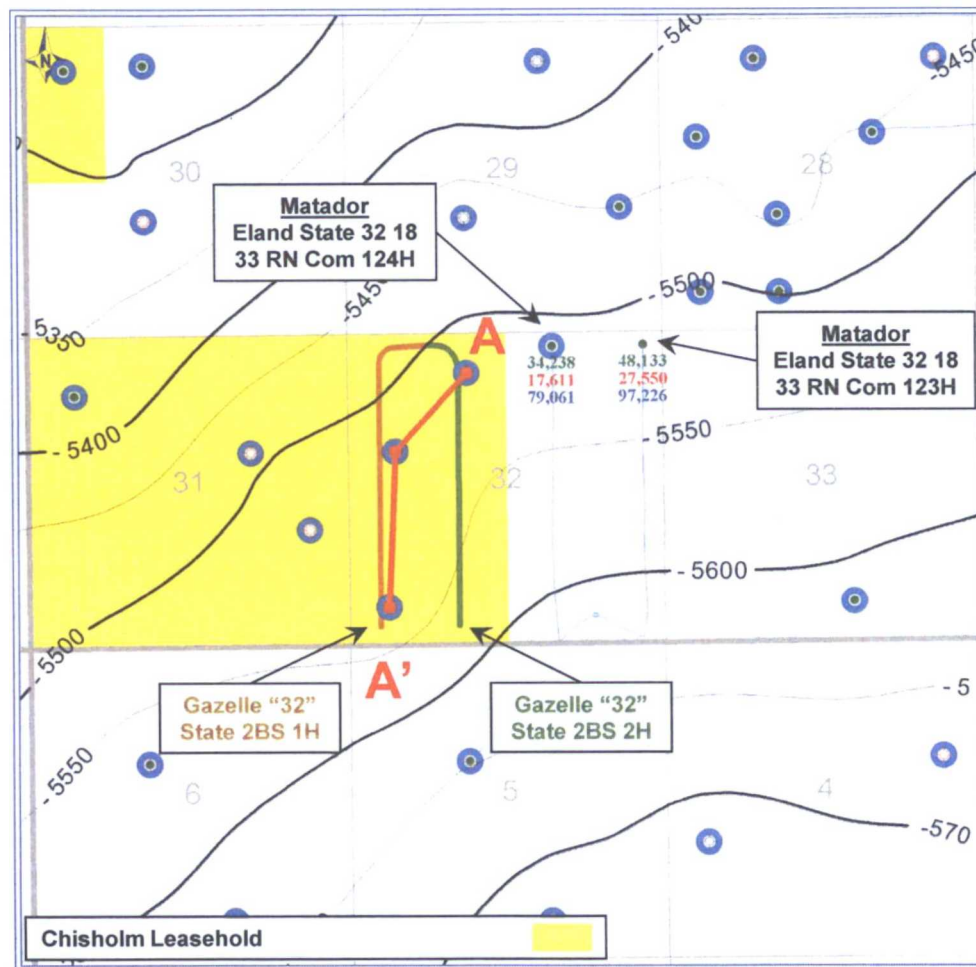 N
- 540
-5450
30
29
28
Matador
Eland State 32 18
33 RN Com 124H
-5450
-5500
A
34,238
17,611
79,061
48,133
27,550
97,226
Matador
Eland State 32 18
33 RN Com 123H
-5400
-5550
31
32
33
- 5600
-5500
A’
Gazelle “32”
State 2BS 1H
Gazelle “32”
State 2BS 2H
- 5
-5550
6
5
4
-570
Chisholm Leasehold